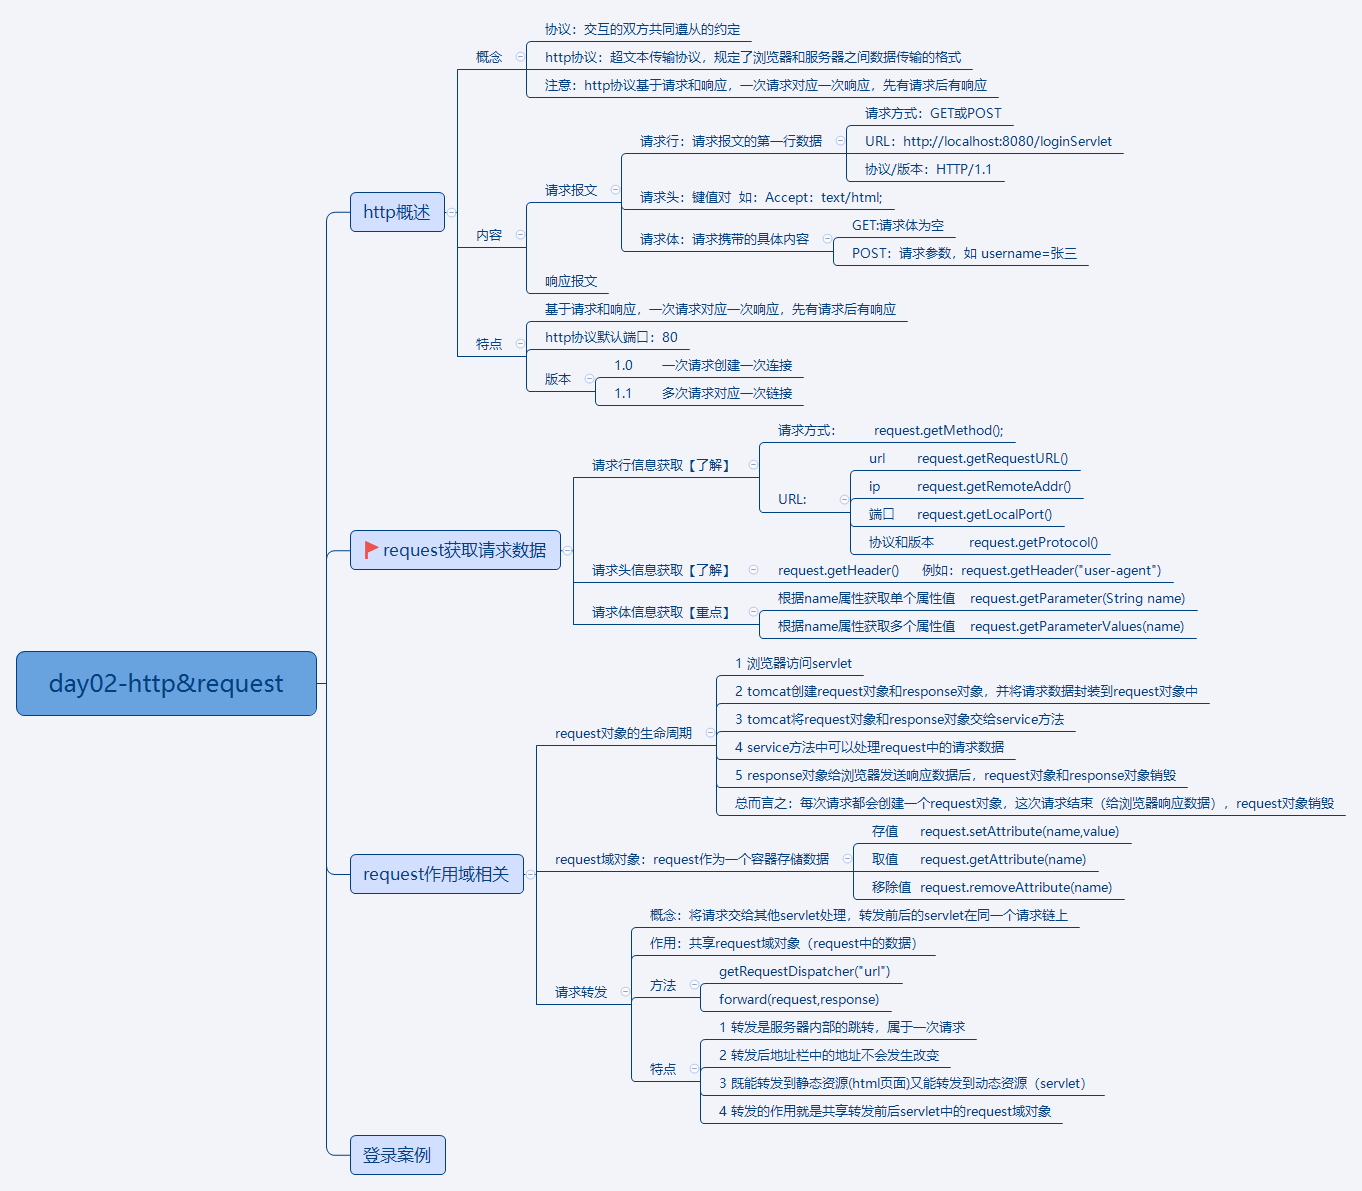 day02-http&request
http概述
概念
协议：交互的双方共同遵从的约定
http协议：超文本传输协议，规定了浏览器和服务器之间数据传输的格式
注意：http协议基于请求和响应，一次请求对应一次响应，先有请求后有响应
内容
请求报文
请求行：请求报文的第一行数据
请求方式：GET或POST
URL：http://localhost:8080/loginServlet
协议/版本：HTTP/1.1
请求头：键值对 如：Accept：text/html;
请求体：请求携带的具体内容
GET:请求体为空
POST：请求参数，如 username=张三
响应报文
特点
基于请求和响应，一次请求对应一次响应，先有请求后有响应
http协议默认端口：80
版本
1.0 一次请求创建一次连接
1.1 多次请求对应一次链接
request获取请求数据
请求行信息获取【了解】
请求方式： request.getMethod();
URL:
url request.getRequestURL()
ip request.getRemoteAddr()
端口 request.getLocalPort()
协议和版本 request.getProtocol()
请求头信息获取【了解】
request.getHeader() 例如：request.getHeader("user-agent")
请求体信息获取【重点】
根据name属性获取单个属性值 request.getParameter(String name)
根据name属性获取多个属性值 request.getParameterValues(name)
request作用域相关
request对象的生命周期
1 浏览器访问servlet
2 tomcat创建request对象和response对象，并将请求数据封装到request对象中
3 tomcat将request对象和response对象交给service方法
4 service方法中可以处理request中的请求数据
5 response对象给浏览器发送响应数据后，request对象和response对象销毁
总而言之：每次请求都会创建一个request对象，这次请求结束（给浏览器响应数据），request对象销毁
request域对象：request作为一个容器存储数据
存值 request.setAttribute(name,value)
取值 request.getAttribute(name)
移除值 request.removeAttribute(name)
请求转发
概念：将请求交给其他servlet处理，转发前后的servlet在同一个请求链上
作用：共享request域对象（request中的数据）
方法
getRequestDispatcher("url")
forward(request,response)
特点
1 转发是服务器内部的跳转，属于一次请求
2 转发后地址栏中的地址不会发生改变
3 既能转发到静态资源(html页面)又能转发到动态资源（servlet）
4 转发的作用就是共享转发前后servlet中的request域对象
登录案例